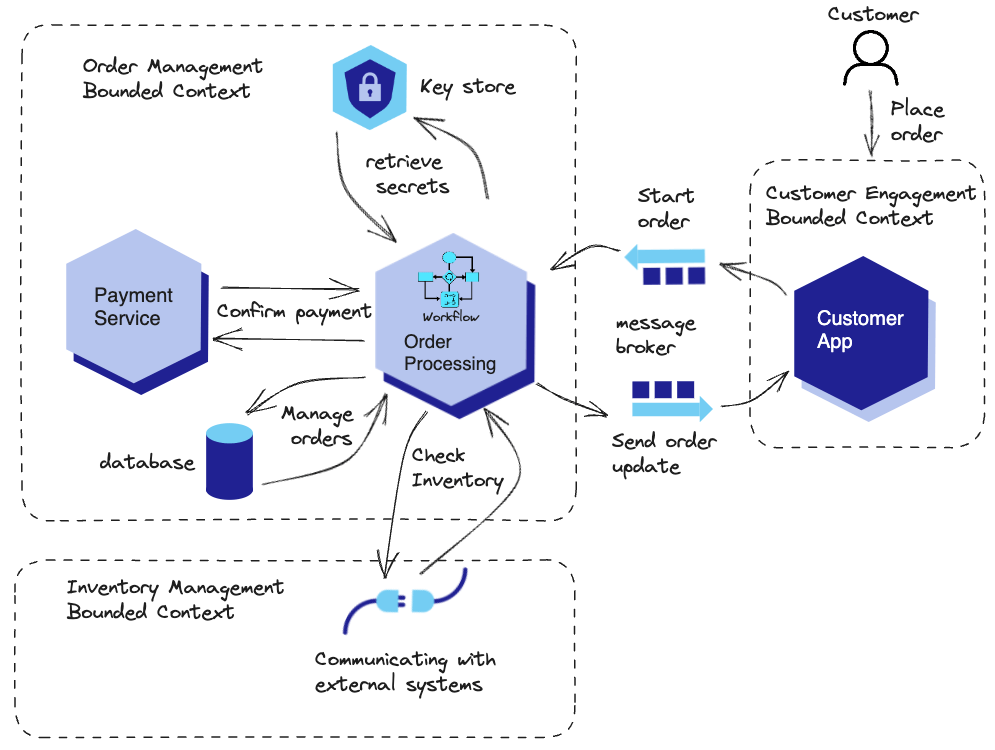 Customer
Order Management
Bounded Context
Key store
Place
order
retrieve
secrets
Start
order
Customer Engagement
Bounded Context
Payment
Service
Confirm payment
Workflow
Order
Processing
message
broker
Customer
App
Manage
orders
database
Check
Inventory
Send order
update
Inventory Management
Bounded Context
Communicating with
external systems